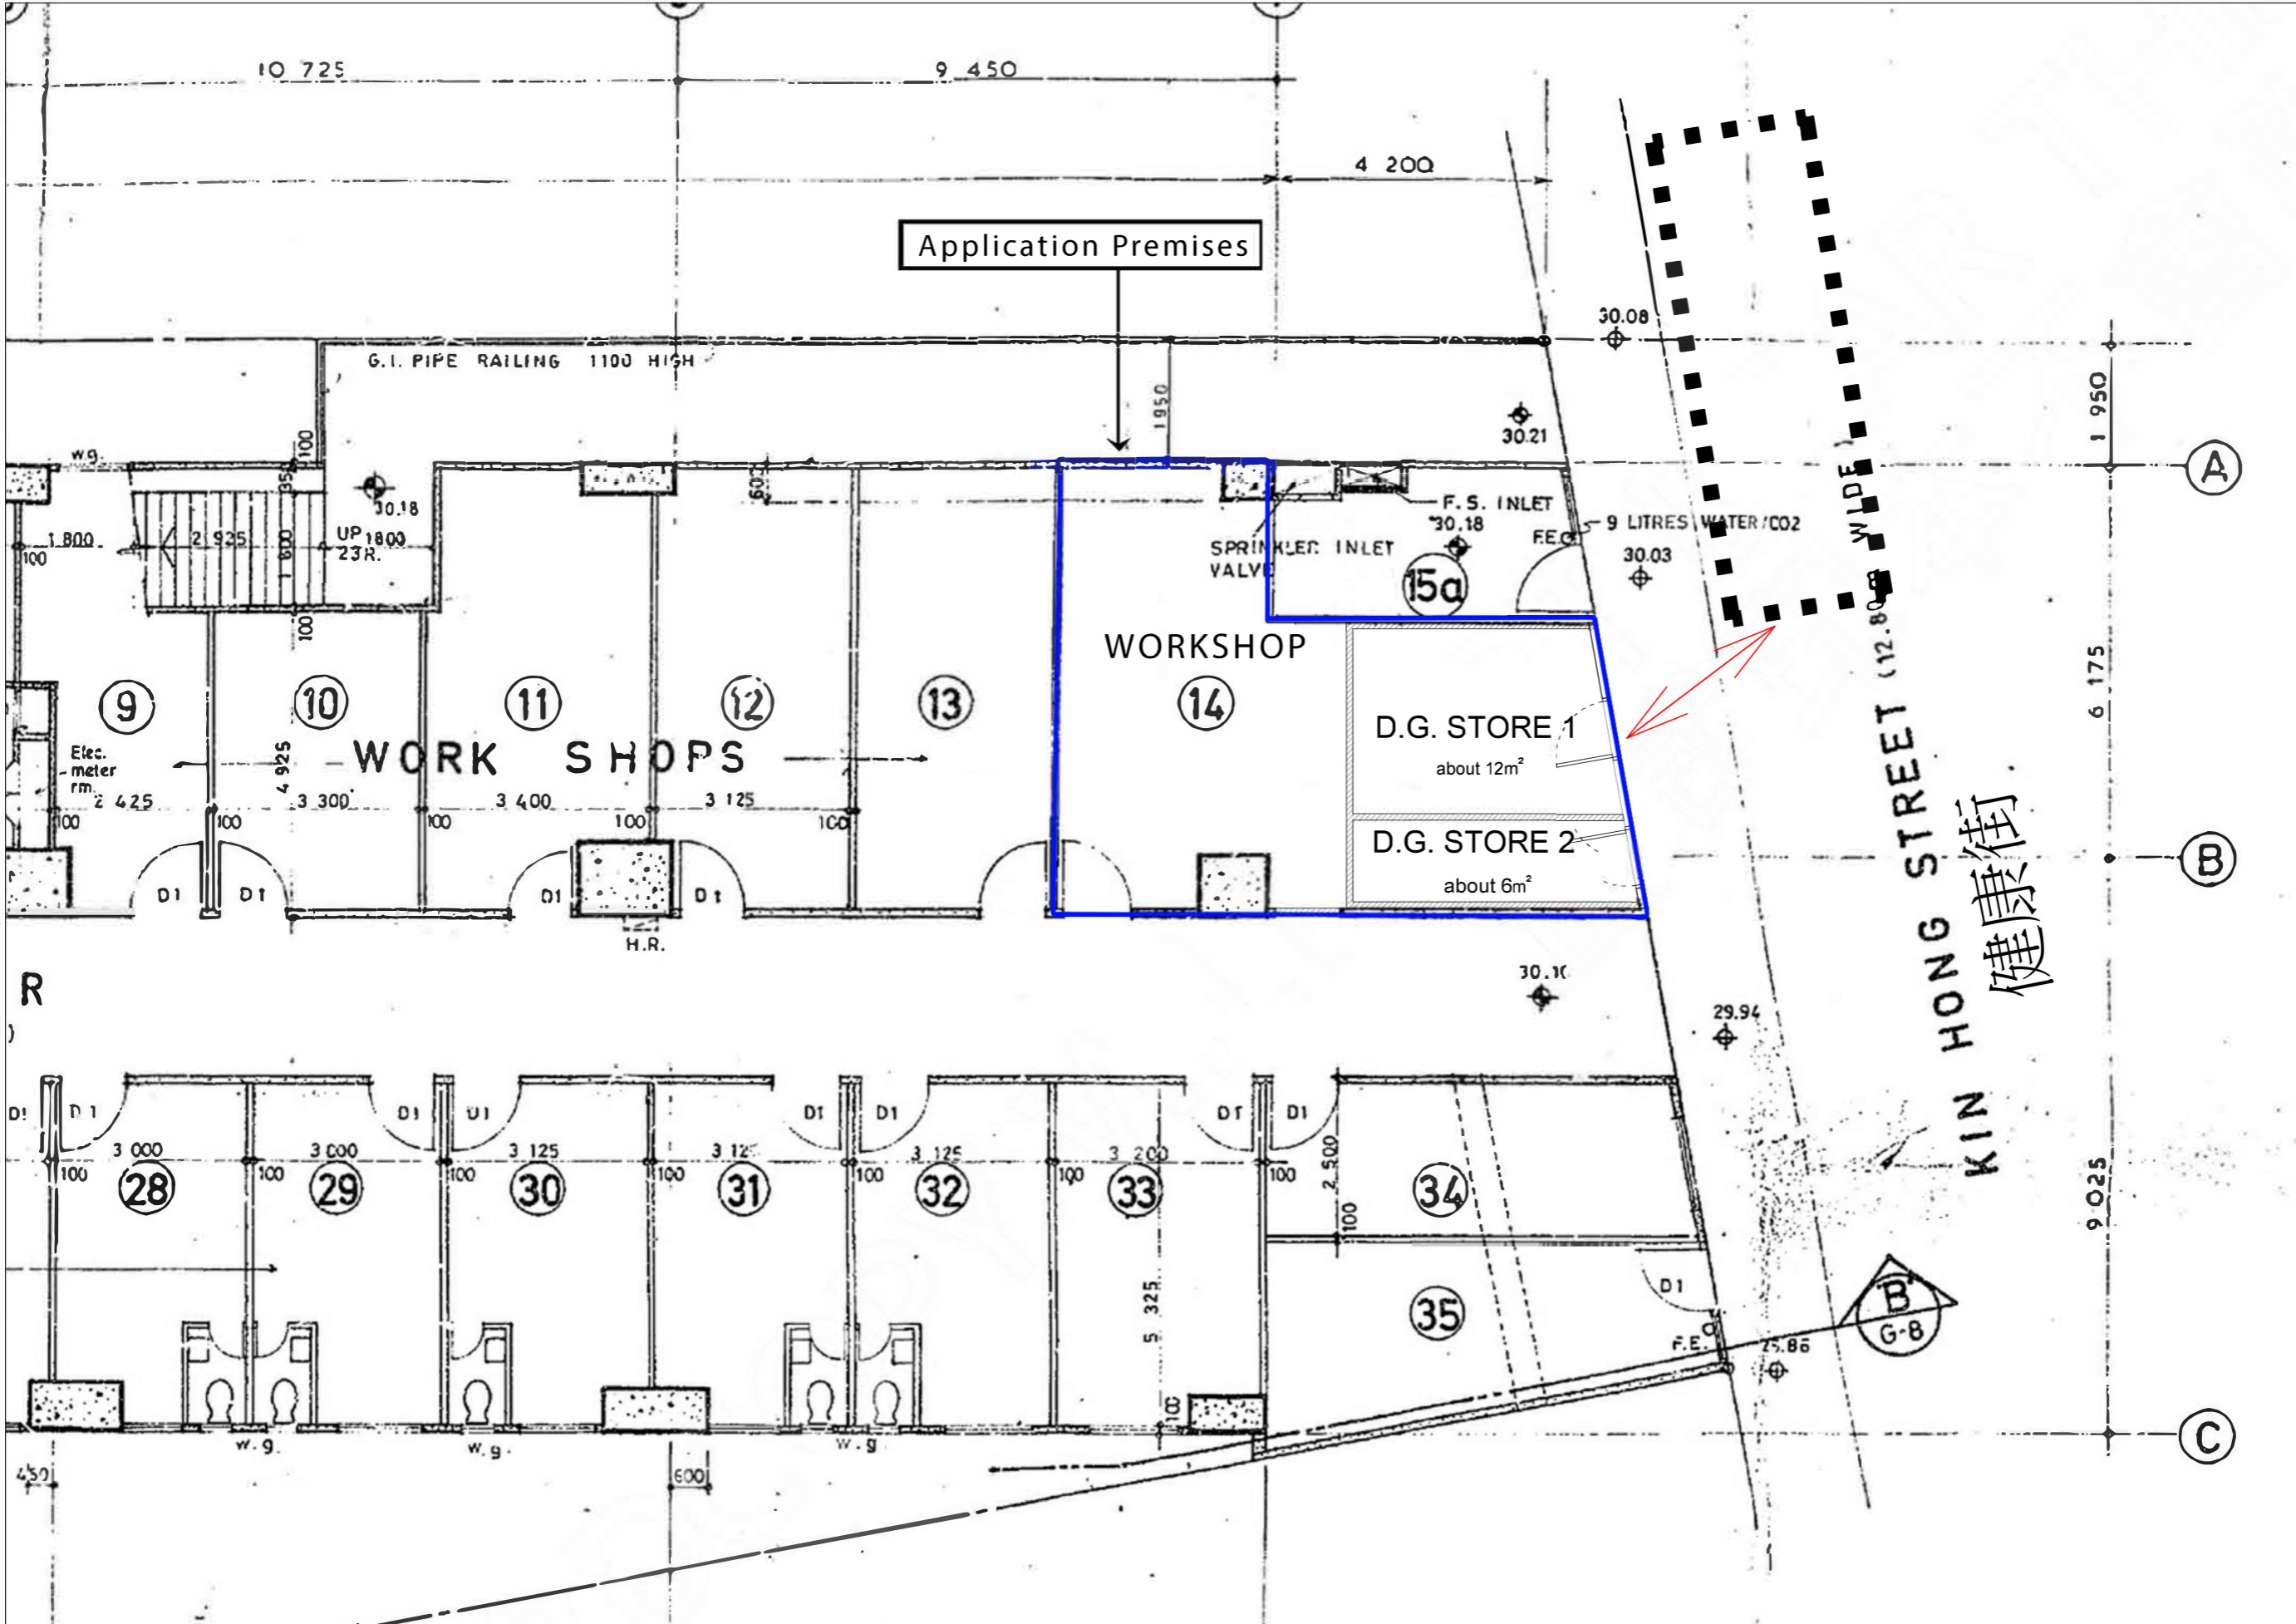 10 725
9 450
4 200
Application Premises
30.08
G.I. PIPE RAILING 1100 HIGH
1950
30.21
1 950
w.g.
100
350
A
30.18
60
F.S. INLET
30.18
9 LITRES WATER/CO2
F.E.
30.03
1 800
100
2 925
1 600
UP
23R.
1800
SPRINKLER INLET
VALVE
15a
100
WORKSHOP
6 175
9
10
11
12
13
14
D.G. STORE 1
about 12m²
Elec.
meter
rm.
4 925
WORK SHOPS
2 425
3 300
3 400
3 125
100
100
100
100
100
D.G. STORE 2
about 6m²
B
D1
D1
D1
D1
H.R.
KIN HONG STREET (12.80 WIDE)
健康街
R
30.10
29.94
D1
D1
D1
D1
D1
D1
D1
D1
3 000
3 000
3 125
3 125
3 200
100
100
100
100
100
100
100
2 500
28
29
30
31
32
33
34
9 025
100
5 325
35
D1
B
G-8
F.E.
100
w.g.
w.g.
w.g
C
450
600